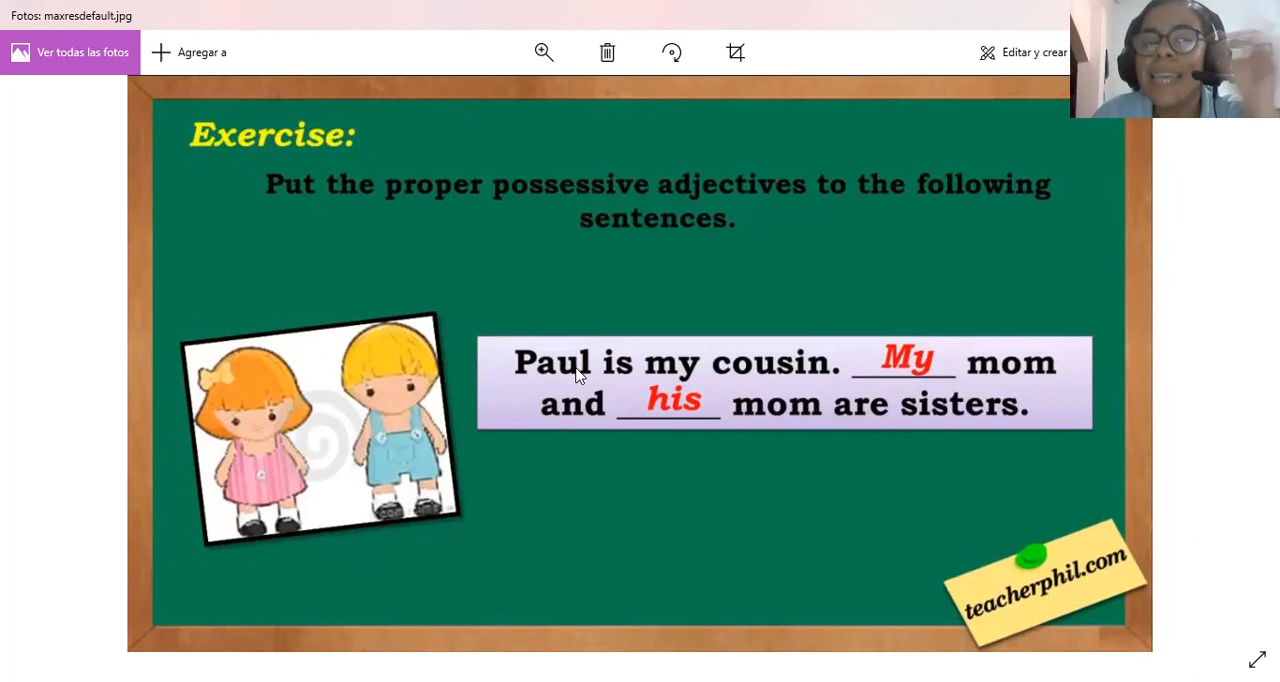 Fotos: maxresdefault.jpg
Ver todas las fotos
Agregar a
Editar y crear
Exercise:
Put the proper possessive adjectives to the following
sentences.
Paul is my cousin. My mom
and his mom are sisters.
teacherphil.com